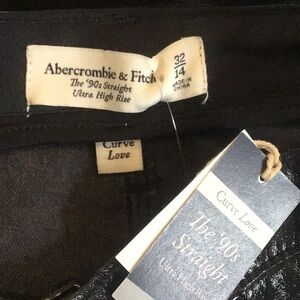 Abercrombie & Fitch
The '90s Straight
Ultra High Rise
32
14
MADE IN
CHINA
Curve
Love
Curve Love
The '90s
Straight
Ultra High Rise